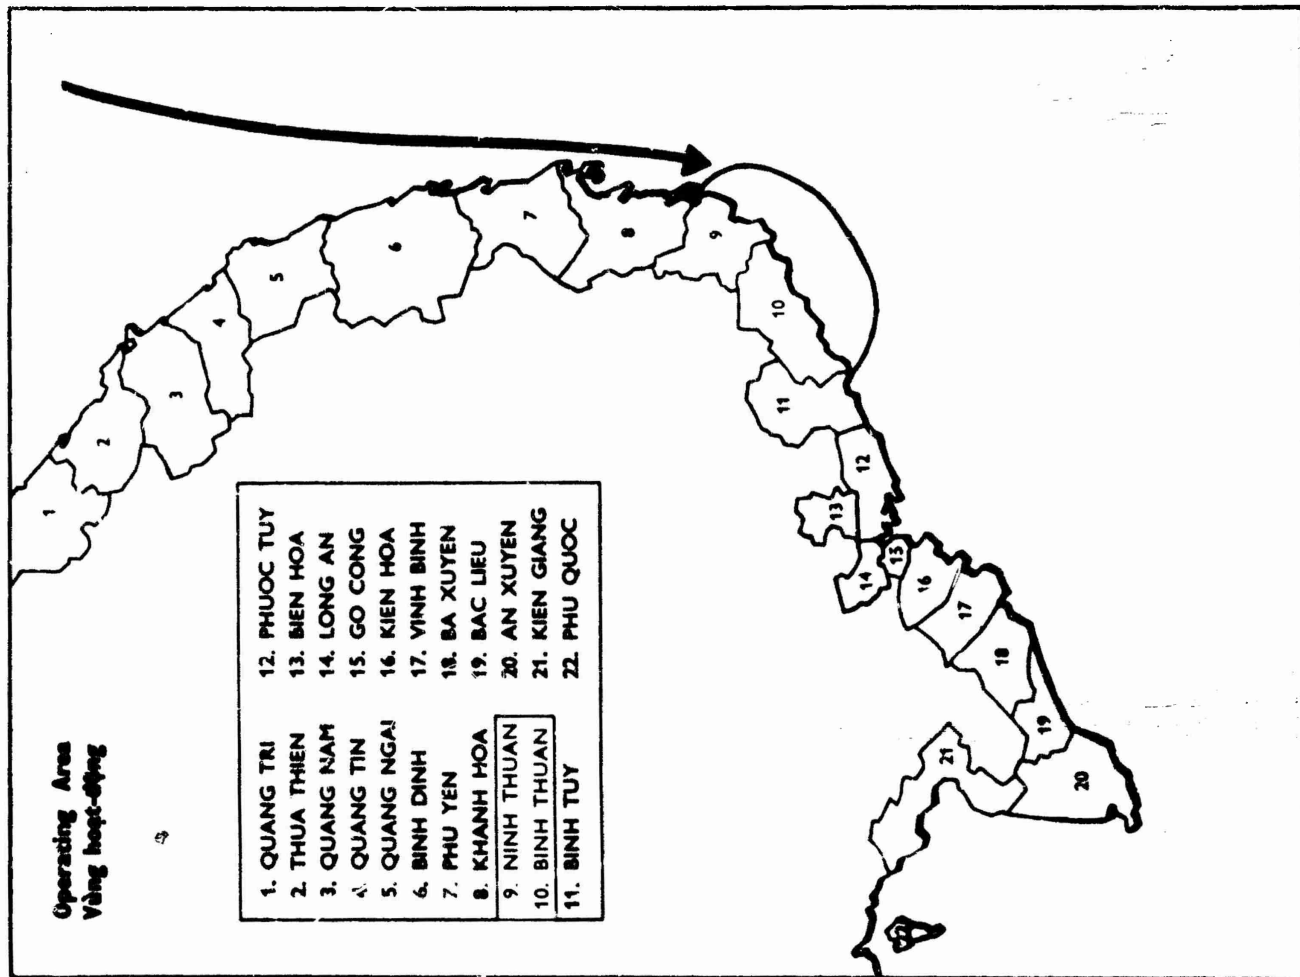 Operating Area
Vùng hoạt-động
1. QUANG TRI
2. THUA THIEN
3. QUANG NAM
4. QUANG TIN
5. QUANG NGAI
6. BINH DINH
7. PHU YEN
8. KHANH HOA
9. NINH THUAN
10. BINH THUAN
11. BINH TUY
12. PHUOC TUY
13. BIEN HOA
14. LONG AN
15. GO CONG
16. KIEN HOA
17. VINH BINH
18. BA XUYEN
19. BAC LIEU
20. AN XUYEN
21. KIEN GIANG
22. PHU QUOC
1
2
3
4
5
6
7
8
9
10
11
12
13
14
15
16
17
18
19
20
21
22